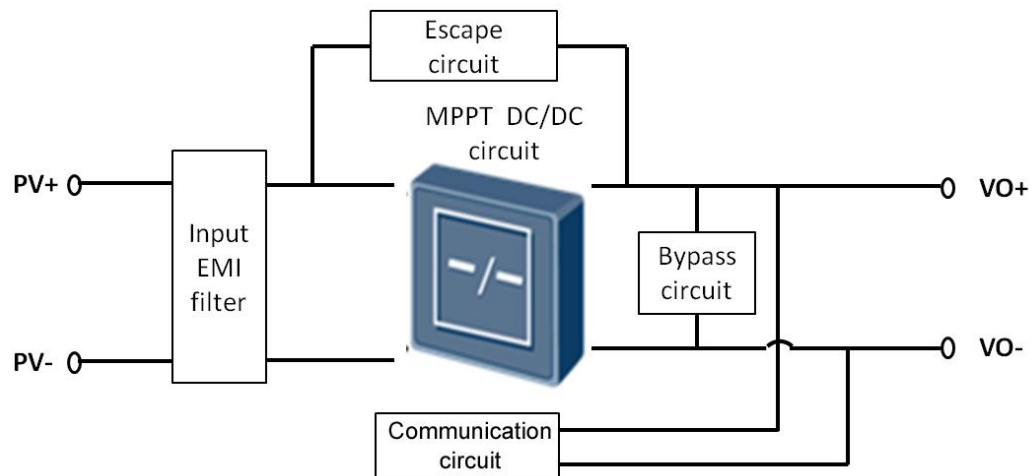 Escape
circuit
MPPT DC/DC
circuit
PV+
VO+
Input
EMI
filter
Bypass
circuit
PV-
VO-
Communication
circuit